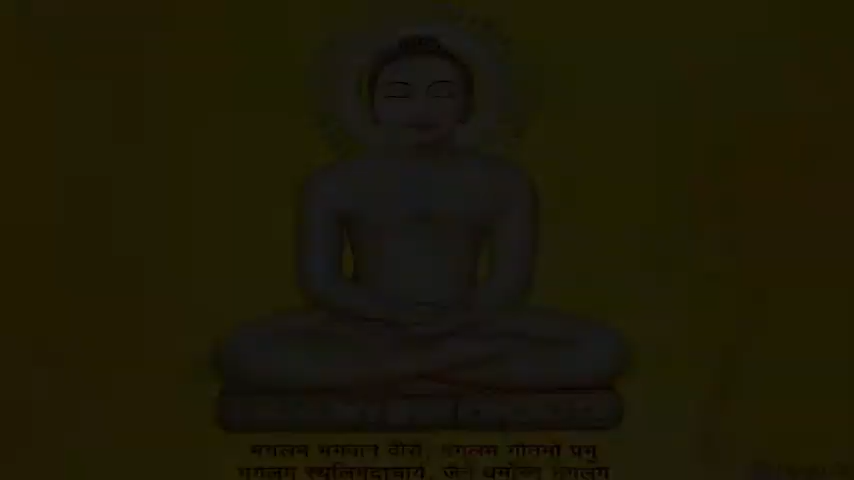 मंगलम भगवान वीरो, मंगलम गौतमो प्रभु
मंगलम स्थूलिभद्राचार्य, जैन धर्मोस्तु मंगलम